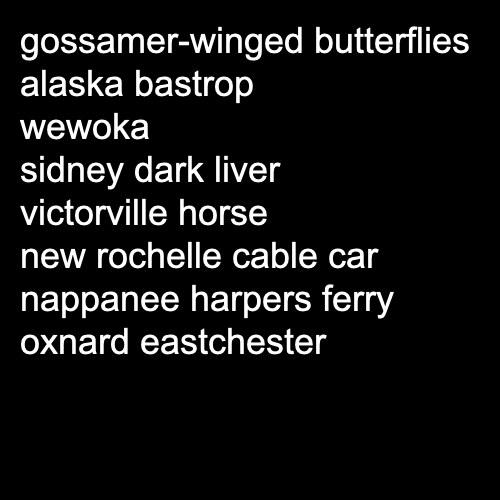 gossamer-winged butterflies
alaska bastrop
wewoka
sidney dark liver
victorville horse
new rochelle cable car
nappanee harpers ferry
oxnard eastchester